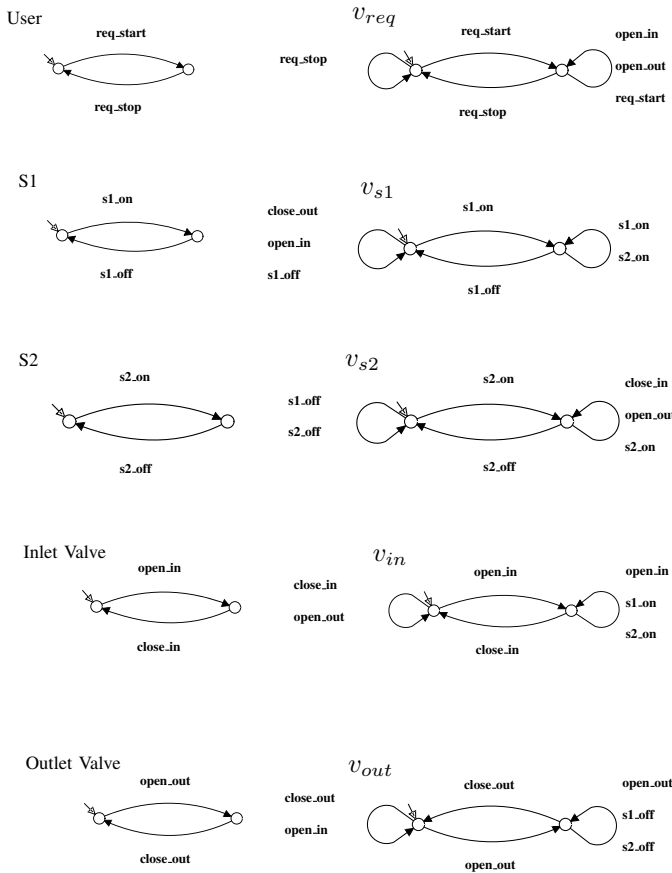 User
req_start
req_stop
v_req
req_stop
req_start
req_stop
open_in
open_out
req_start
S1
s1_on
s1_off
v_s1
close_out
open_in
s1_off
s1_on
s1_off
s1_on
s2_on
S2
s2_on
s2_off
v_s2
s1_off
s2_off
s2_on
s2_off
close_in
open_out
s2_on
Inlet Valve
open_in
close_in
v_in
close_in
open_out
open_in
close_in
open_in
s1_on
s2_on
Outlet Valve
open_out
close_out
v_out
close_out
open_in
close_out
open_out
open_out
s1_off
s2_off